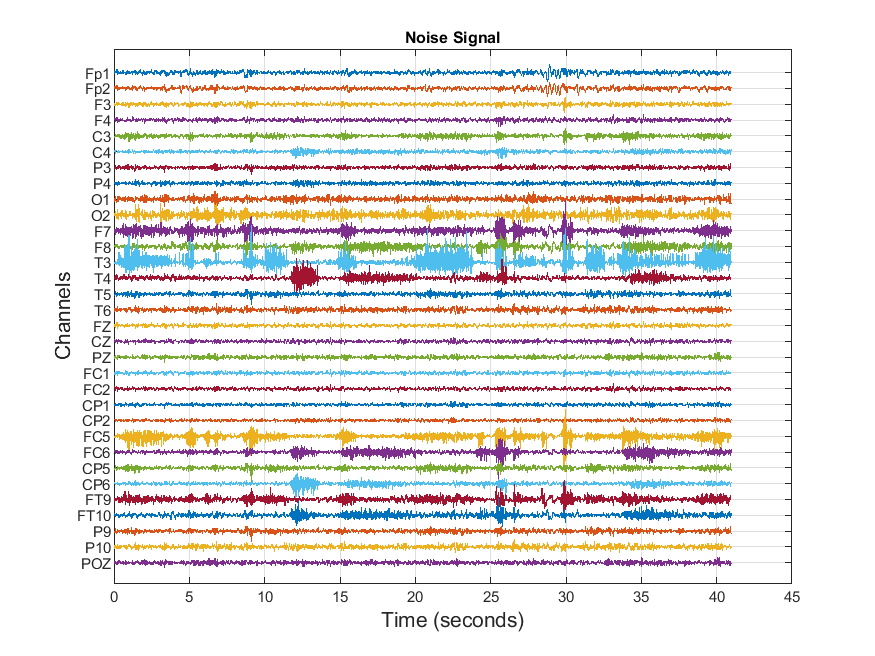 Noise Signal
Fp1
Fp2
F3
F4
C3
C4
P3
P4
O1
O2
F7
F8
T3
T4
T5
T6
FZ
CZ
PZ
FC1
FC2
CP1
CP2
FC5
FC6
CP5
CP6
FT9
FT10
P9
P10
POZ
Channels
0 5 10 15 20 25 30 35 40 45
Time (seconds)